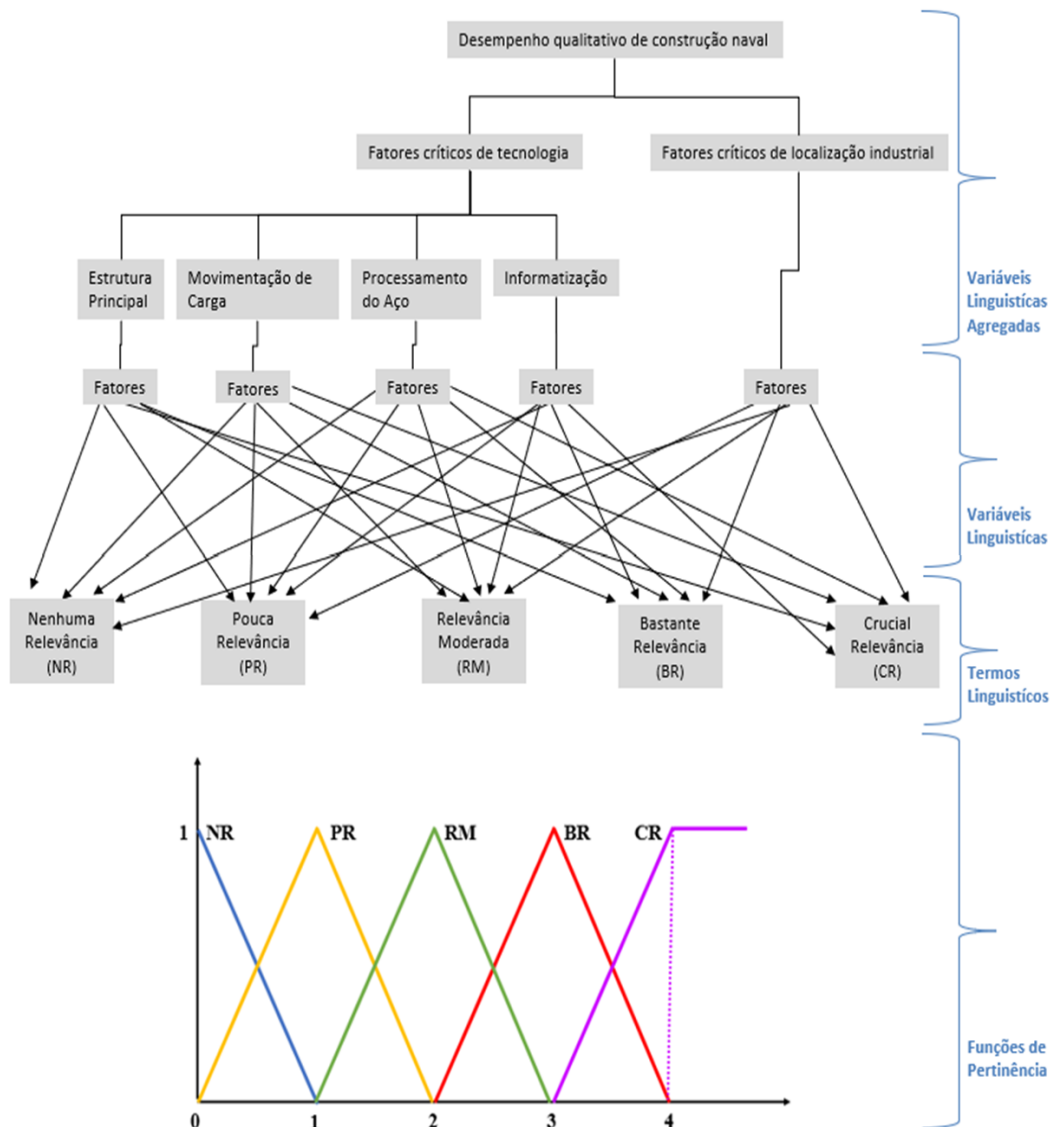 Desempenho qualitativo de construção naval
Fatores críticos de tecnologia
Fatores críticos de localização industrial
Estrutura
Principal
Movimentação de
Carga
Processamento
do Aço
Informatização
Variáveis
Linguistícas
Agregadas
Fatores
Fatores
Fatores
Fatores
Fatores
Variáveis
Linguistícas
Nenhuma
Relevância
(NR)
Pouca
Relevância
(PR)
Relevância
Moderada
(RM)
Bastante
Relevância
(BR)
Crucial
Relevância
(CR)
Termos
Linguistícos
1
NR
PR
RM
BR
CR
Funções de
Pertinência
0
1
2
3
4